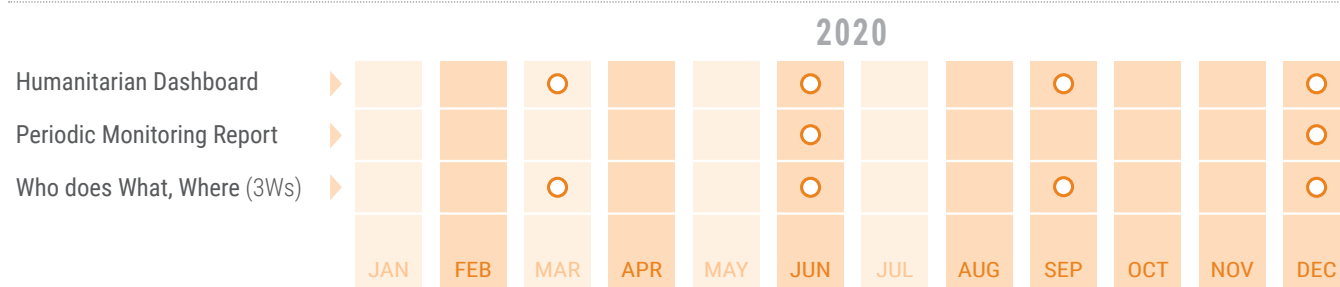 2020
Humanitarian Dashboard
Periodic Monitoring Report
Who does What, Where (3Ws)
JAN FEB MAR APR MAY JUN JUL AUG SEP OCT NOV DEC